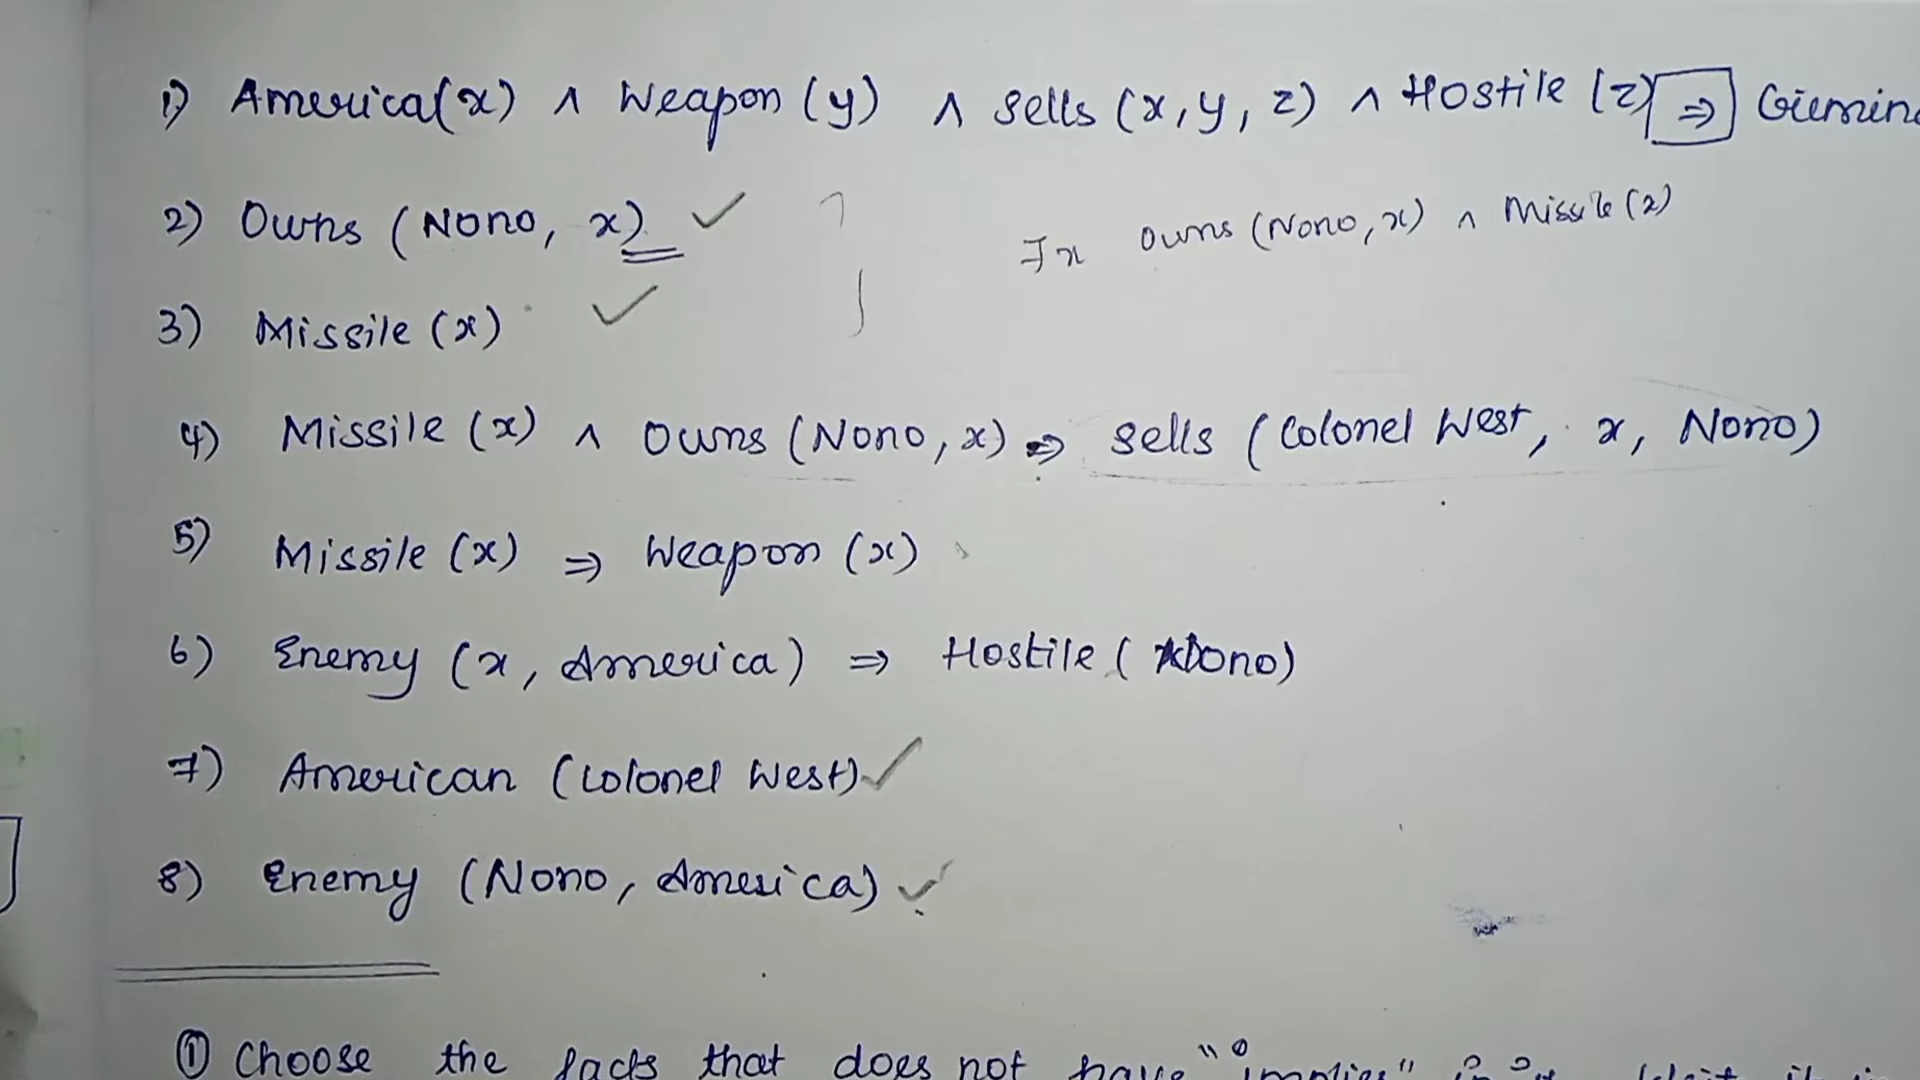 1) America(x) ∧ Weapon (y) ∧ Sells (x, y, z) ∧ Hostile (z) ⇒
2) Owns (Nono, x) ✓
∃x Owns (Nono, x) ∧ Missile (x)
3) Missile (x) ✓
4) Missile (x) ∧ Owns (Nono, x) ⇒ Sells (Colonel West, x, Nono)
5) Missile (x) ⇒ Weapon (x)
6) Enemy (x, America) ⇒ Hostile (Nono)
7) American (Colonel West) ✓
8) Enemy (Nono, America) ✓
① Choose the facts that does not have "implies"